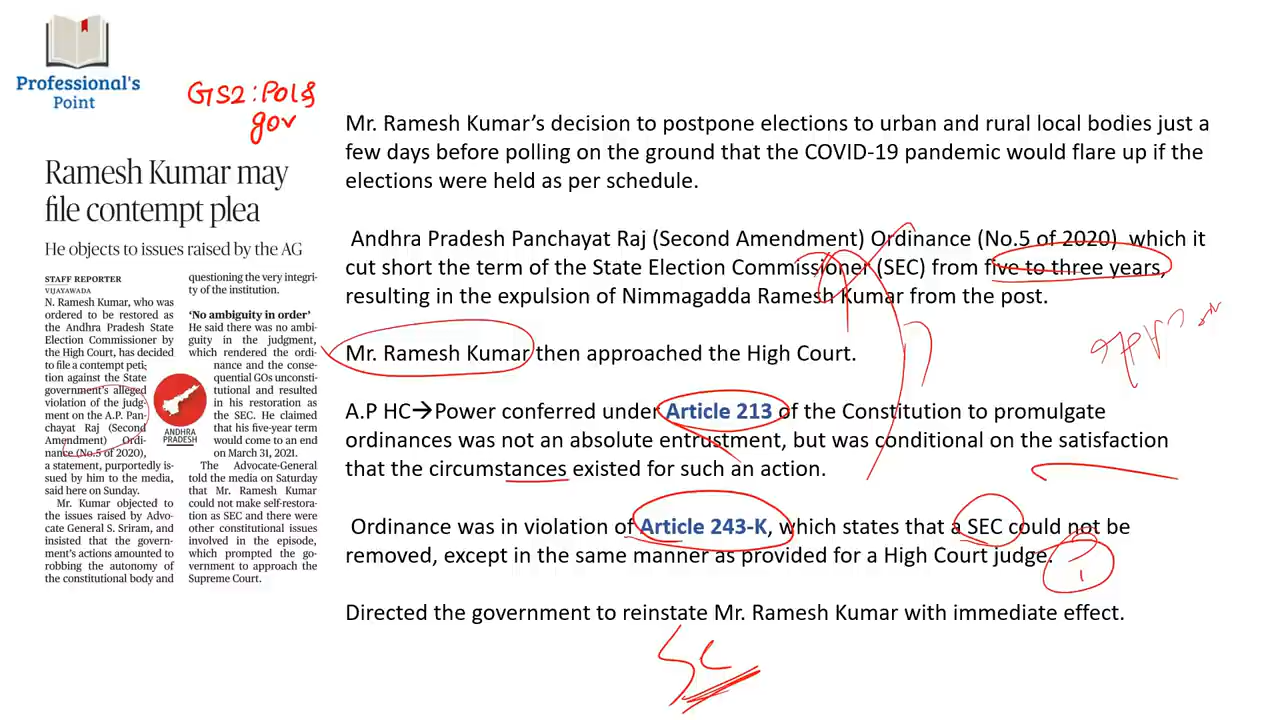 Professional's
Point
GS2: Pol&
gov
Ramesh Kumar may
file contempt plea
He objects to issues raised by the AG
STAFF REPORTER
VIJAYAWADA
N. Ramesh Kumar, who was
ordered to be restored as
the Andhra Pradesh State
Election Commissioner by
the High Court, has decided
to file a contempt peti-
tion against the State
government's alleged
violation of the judg-
ment on the A.P. Pan-
chayat Raj (Second
Amendment) Ordi-
nance (No.5 of 2020),
a statement, purportedly is-
sued by him to the media,
said here on Sunday.
Mr. Kumar objected to
the issues raised by Advo-
cate General S. Sriram, and
insisted that the govern-
ment's actions amounted to
robbing the autonomy of
the constitutional body and
questioning the very integri-
ty of the institution.
‘No ambiguity in order’
He said there was no ambi-
guity in the judgment,
which rendered the ordi-
nance and the conse-
quential GOs unconsti-
tutional and resulted
in his restoration as
the SEC. He claimed
that his five-year term
would come to an end
on March 31, 2021.
The Advocate-General
told the media on Saturday
that Mr. Ramesh Kumar
could not make self-restora-
tion as SEC and there were
other constitutional issues
involved in the episode,
which prompted the go-
vernment to approach the
Supreme Court.
ANDHRA
PRADESH
Mr. Ramesh Kumar’s decision to postpone elections to urban and rural local bodies just a
few days before polling on the ground that the COVID-19 pandemic would flare up if the
elections were held as per schedule.
Andhra Pradesh Panchayat Raj (Second Amendment) Ordinance (No.5 of 2020) which it
cut short the term of the State Election Commissioner (SEC) from five to three years,
resulting in the expulsion of Nimmagadda Ramesh Kumar from the post.
Mr. Ramesh Kumar then approached the High Court.
A.P HC→Power conferred under Article 213 of the Constitution to promulgate
ordinances was not an absolute entrustment, but was conditional on the satisfaction
that the circumstances existed for such an action.
Ordinance was in violation of Article 243-K, which states that a SEC could not be
removed, except in the same manner as provided for a High Court judge.
Directed the government to reinstate Mr. Ramesh Kumar with immediate effect.
SC